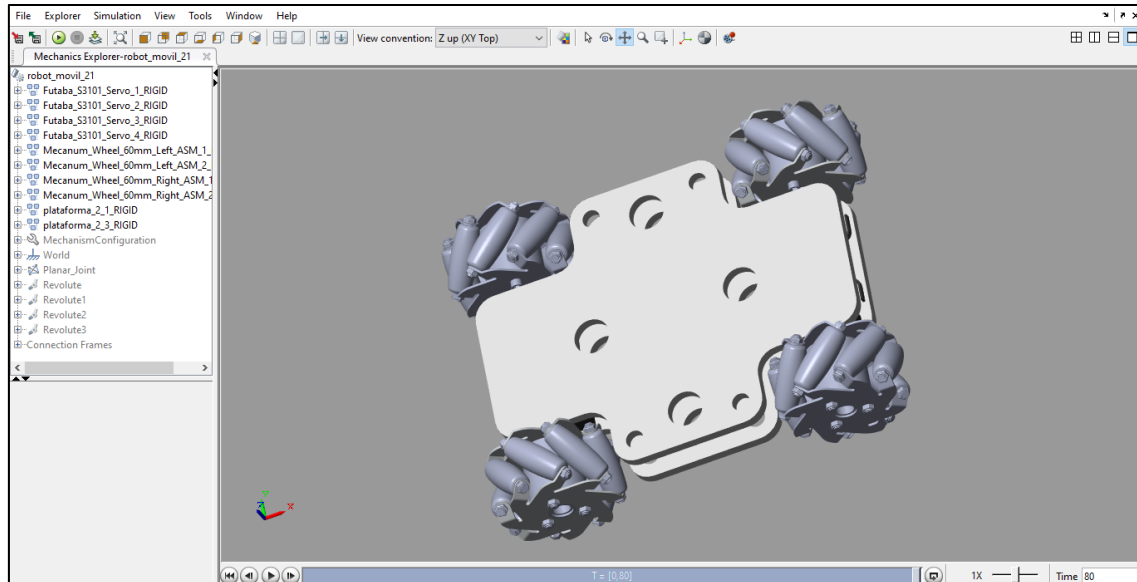 File Explorer Simulation View Tools Window Help
View convention: Z up (XY Top)
Mechanics Explorer-robot_movil_21
robot_movil_21
Futaba_S3101_Servo_1_RIGID
Futaba_S3101_Servo_2_RIGID
Futaba_S3101_Servo_3_RIGID
Futaba_S3101_Servo_4_RIGID
Mecanum_Wheel_60mm_Left_ASM_1_
Mecanum_Wheel_60mm_Left_ASM_2_
Mecanum_Wheel_60mm_Right_ASM_1
Mecanum_Wheel_60mm_Right_ASM_2
plataforma_2_1_RIGID
plataforma_2_3_RIGID
MechanismConfiguration
World
Planar_Joint
Revolute
Revolute1
Revolute2
Revolute3
Connection Frames
Y
Z
X
T = [0,80]
1X
Time 80